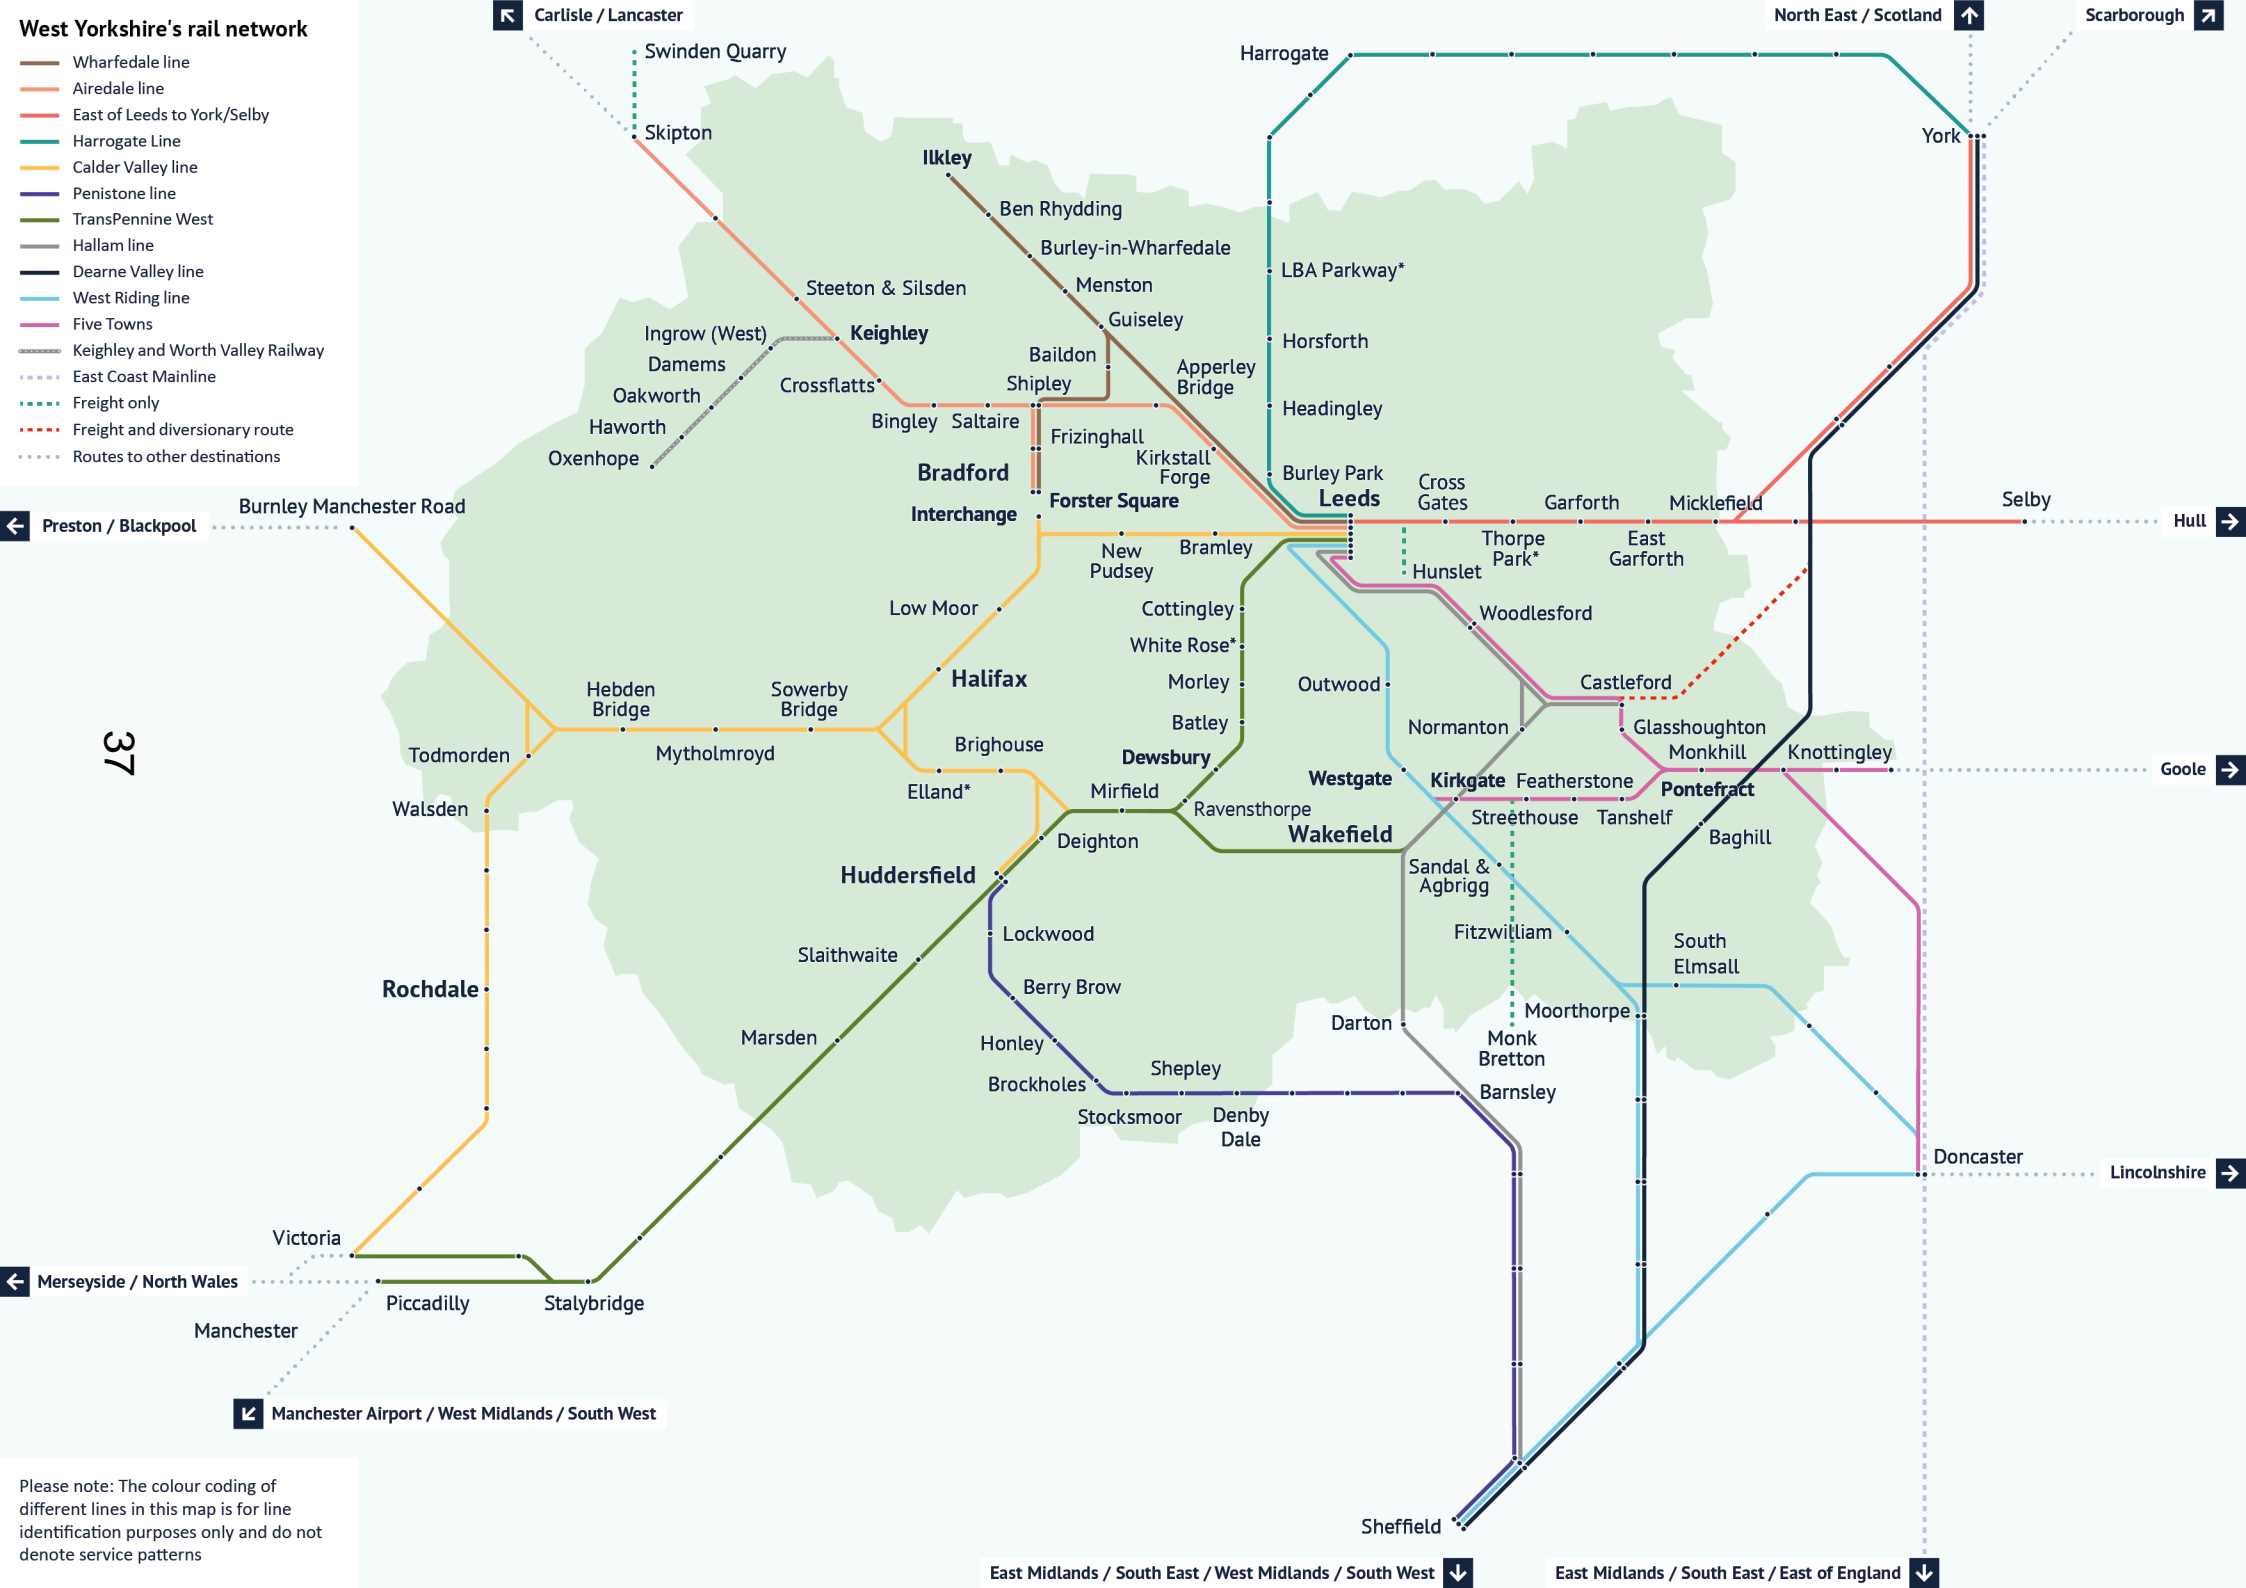 West Yorkshire's rail network
Wharfedale line
Airedale line
East of Leeds to York/Selby
Harrogate Line
Calder Valley line
Penistone line
TransPennine West
Hallam line
Dearne Valley line
West Riding line
Five Towns
Keighley and Worth Valley Railway
East Coast Mainline
Freight only
Freight and diversionary route
Routes to other destinations
Carlisle / Lancaster
North East / Scotland
Scarborough
Swinden Quarry
Harrogate
Skipton
York
Ilkley
Ben Rhydding
Burley-in-Wharfedale
LBA Parkway*
Menston
Steeton & Silsden
Guiseley
Ingrow (West)
Keighley
Horsforth
Baildon
Damems
Apperley
Bridge
Shipley
Crossflatts
Oakworth
Headingley
Bingley
Saltaire
Haworth
Frizinghall
Oxenhope
Kirkstall
Forge
Bradford
Burley Park
Forster Square
Leeds
Cross
Gates
Garforth
Micklefield
Selby
Burnley Manchester Road
Interchange
Preston / Blackpool
Hull
New
Pudsey
Bramley
Thorpe
Park*
East
Garforth
Hunslet
Low Moor
Cottingley
Woodlesford
White Rose*
Halifax
Morley
Outwood
Castleford
Hebden
Bridge
Sowerby
Bridge
Batley
Normanton
Glasshoughton
37
Todmorden
Mytholmroyd
Brighouse
Dewsbury
Monkhill
Knottingley
Westgate
Kirkgate
Featherstone
Goole
Elland*
Mirfield
Pontefract
Walsden
Ravensthorpe
Streethouse
Tanshelf
Wakefield
Baghill
Deighton
Huddersfield
Sandal &
Agbrigg
Lockwood
Fitzwilliam
South
Elmsall
Slaithwaite
Rochdale
Berry Brow
Moorthorpe
Darton
Marsden
Honley
Monk
Bretton
Shepley
Brockholes
Barnsley
Stocksmoor
Denby
Dale
Doncaster
Lincolnshire
Victoria
Merseyside / North Wales
Piccadilly
Stalybridge
Manchester
Manchester Airport / West Midlands / South West
Please note: The colour coding of
different lines in this map is for line
identification purposes only and do not
denote service patterns
Sheffield
East Midlands / South East / West Midlands / South West
East Midlands / South East / East of England